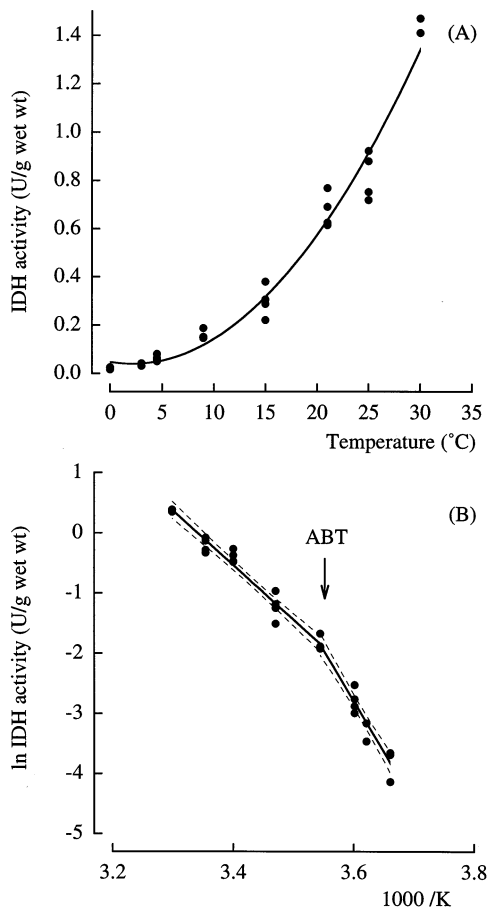 (A)
IDH activity (U/g wet wt)
1.4
1.2
1.0
0.8
0.6
0.4
0.2
0.0
0 5 10 15 20 25 30 35
Temperature (˚C)
(B)
ln IDH activity (U/g wet wt)
1
0
-1
-2
-3
-4
-5
ABT
3.2 3.4 3.6 3.8
1000 /K